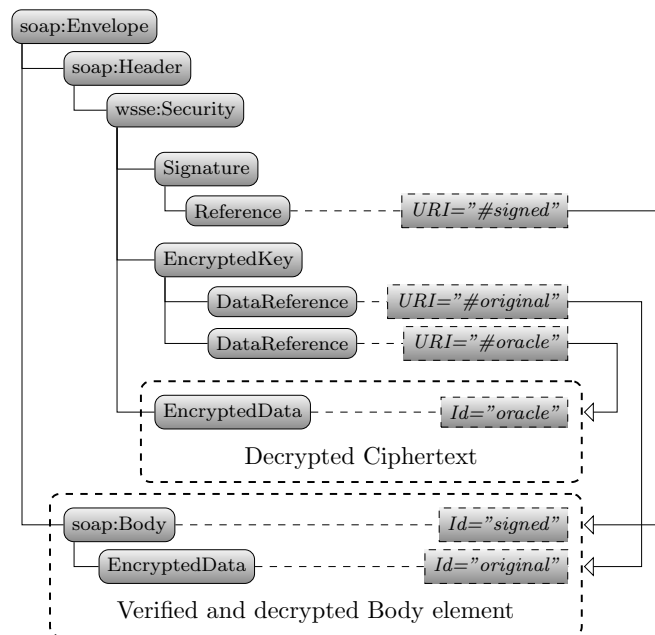 soap:Envelope
soap:Header
wsse:Security
Signature
Reference URI="#signed"
EncryptedKey
DataReference URI="#original"
DataReference URI="#oracle"
EncryptedData Id="oracle"
Decrypted Ciphertext
soap:Body Id="signed"
EncryptedData Id="original"
Verified and decrypted Body element